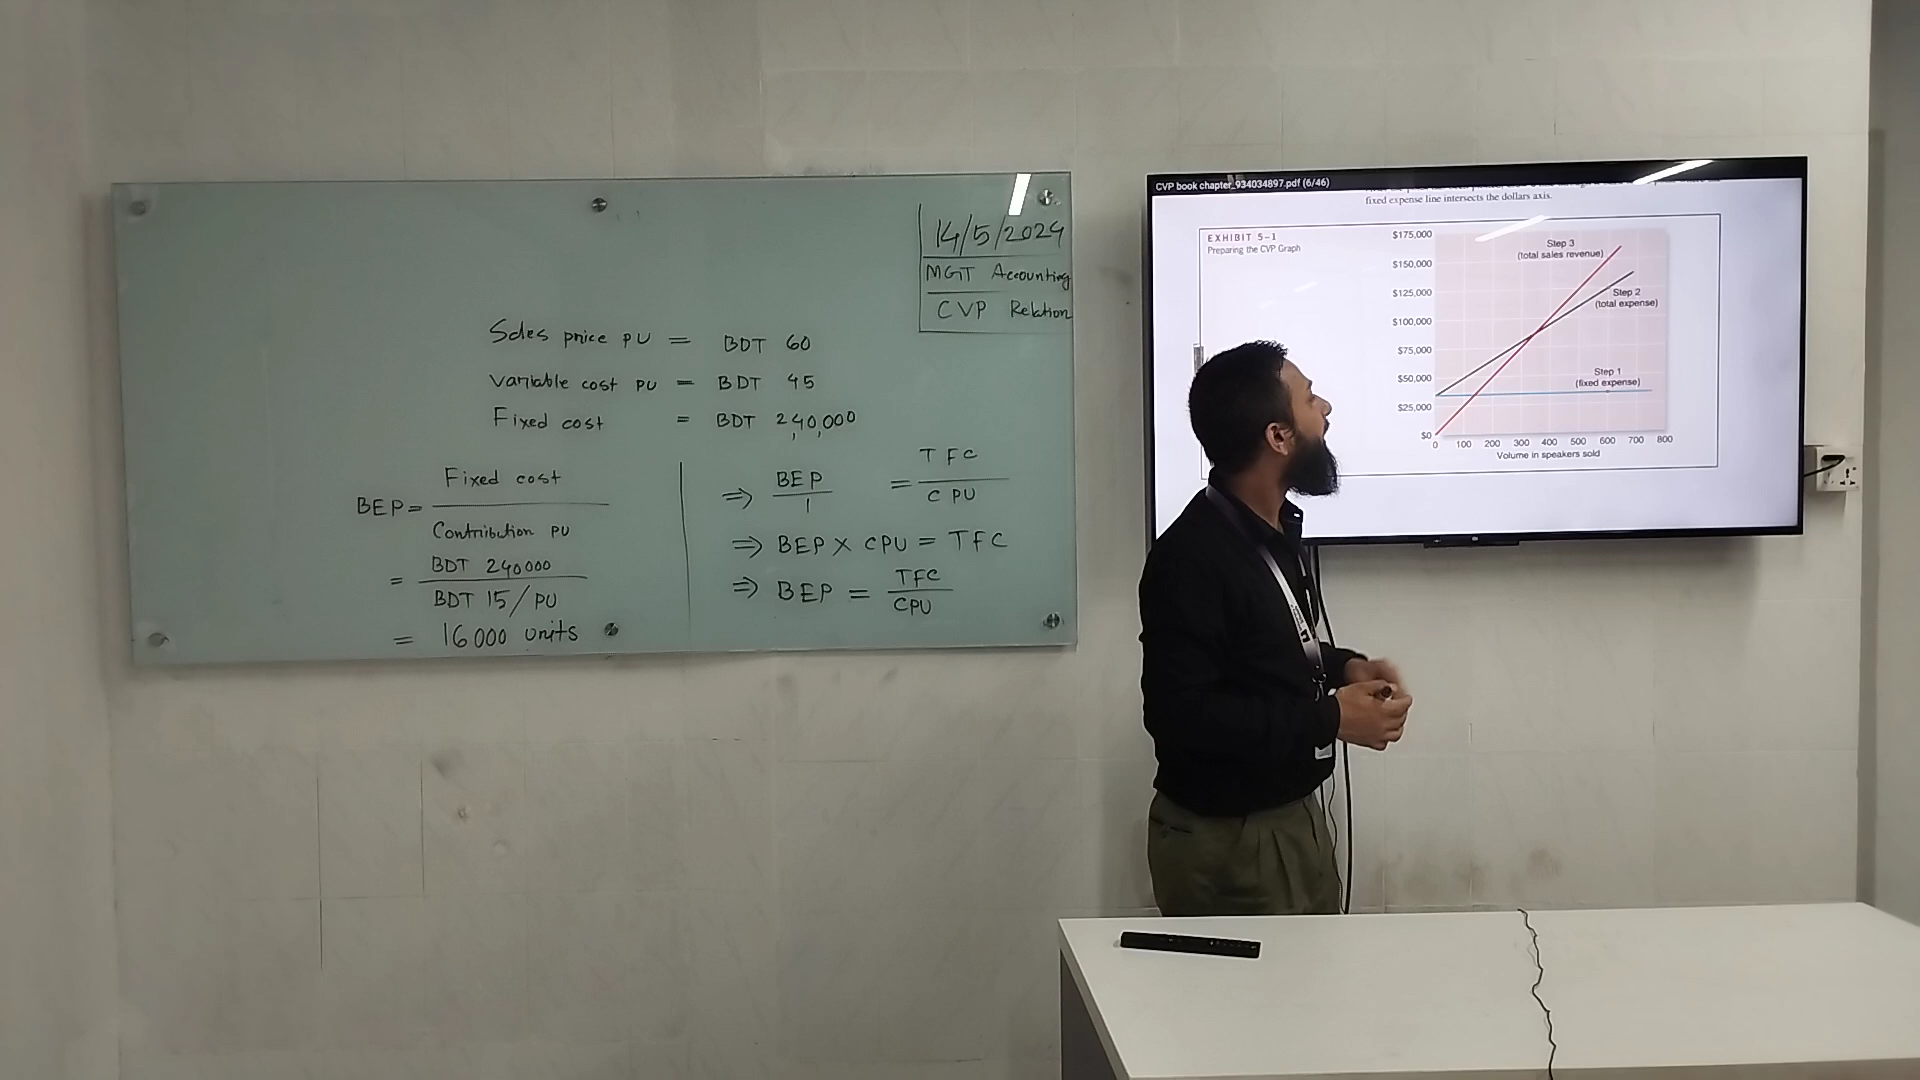 14/5/2024
MGT Accounting
CVP Relation
Sales price PU = BDT 60
Variable cost PU = BDT 45
Fixed cost = BDT 240,000
BEP = Fixed cost / Contribution PU
= BDT 240000 / BDT 15/PU
= 16000 units
⇒ BEP / 1 = TFC / CPU
⇒ BEP X CPU = TFC
⇒ BEP = TFC / CPU
CVP book chapter_934034897.pdf (6/46)
fixed expense line intersects the dollars axis.
EXHIBIT 5-1
Preparing the CVP Graph
$175,000
$150,000
$125,000
$100,000
$75,000
$50,000
$25,000
$0
Step 3
(total sales revenue)
Step 2
(total expense)
Step 1
(fixed expense)
0 100 200 300 400 500 600 700 800
Volume in speakers sold